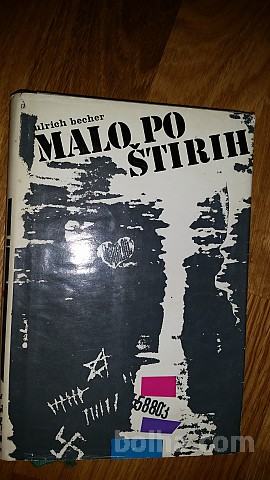 ulrich becher
MALO PO
ŠTIRIH
58803
bolha.com